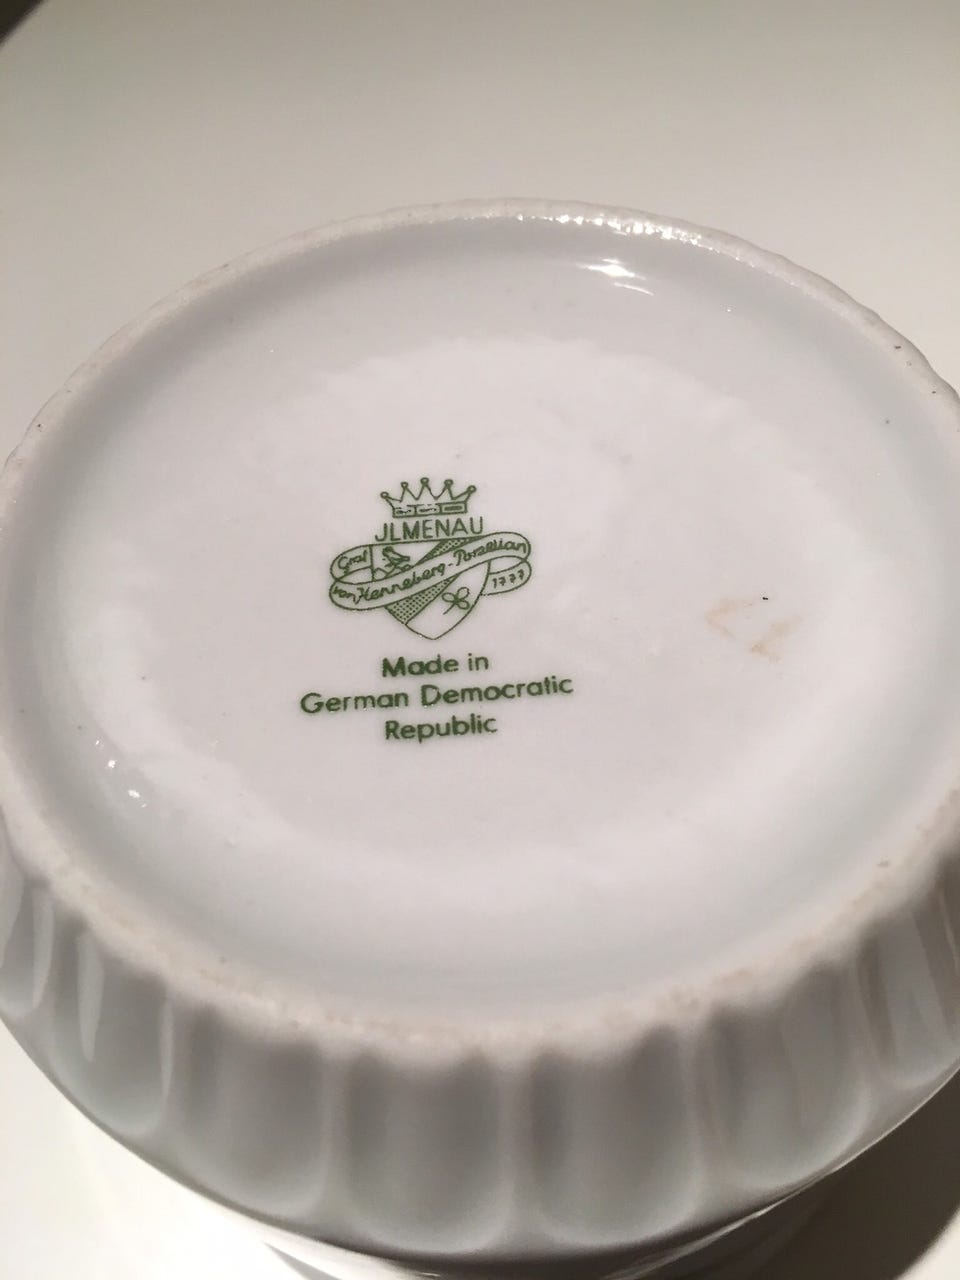 JLMENAU
Graf
von Henneberg-Porzellan
1777
Made in
German Democratic
Republic